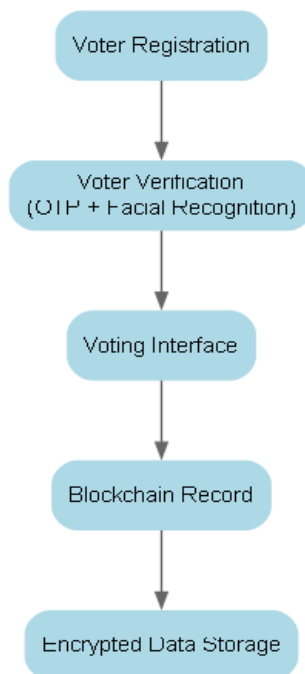 Voter Registration
Voter Verification
(OTP + Facial Recognition)
Voting Interface
Blockchain Record
Encrypted Data Storage